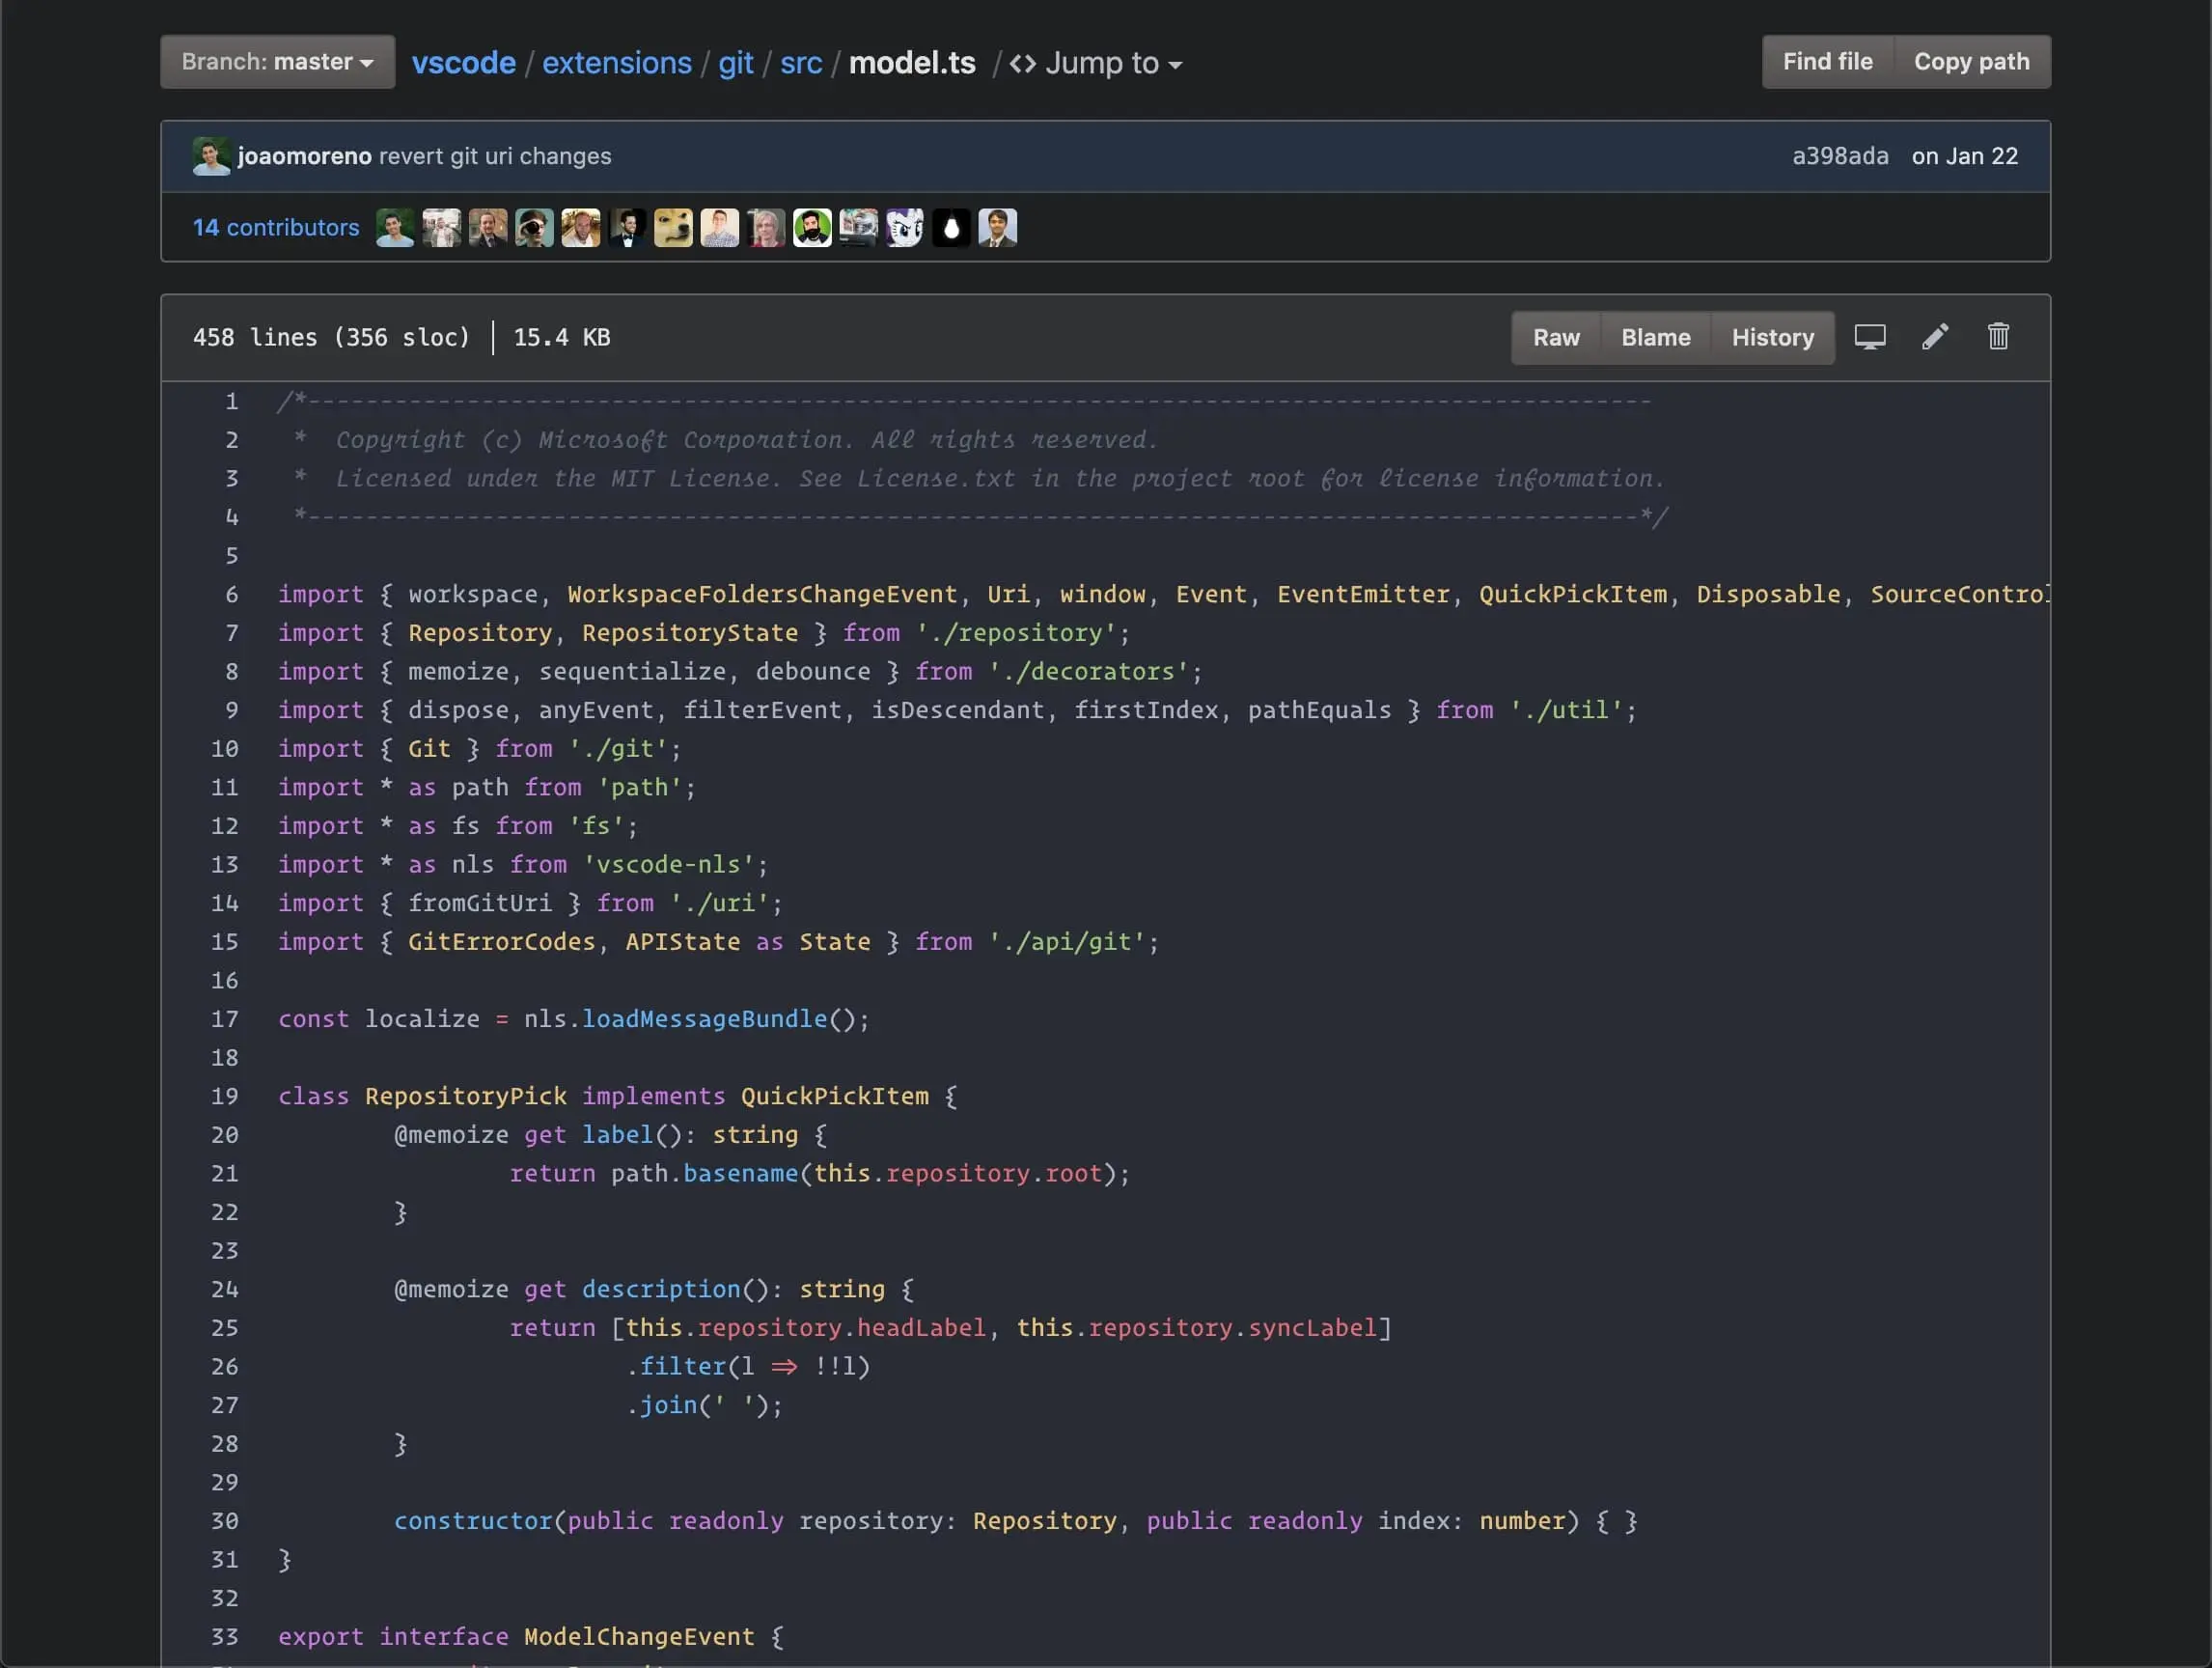 Branch: master vscode / extensions / git / src / model.ts / <> Jump to Find file Copy path
joaomoreno revert git uri changes a398ada on Jan 22
14 contributors
458 lines (356 sloc) | 15.4 KB Raw Blame History
1 /*---------------------------------------------------------------------------------------------
2  *  Copyright (c) Microsoft Corporation. All rights reserved.
3  *  Licensed under the MIT License. See License.txt in the project root for license information.
4  *--------------------------------------------------------------------------------------------*/
5
6 import { workspace, WorkspaceFoldersChangeEvent, Uri, window, Event, EventEmitter, QuickPickItem, Disposable, SourceControl
7 import { Repository, RepositoryState } from './repository';
8 import { memoize, sequentialize, debounce } from './decorators';
9 import { dispose, anyEvent, filterEvent, isDescendant, firstIndex, pathEquals } from './util';
10 import { Git } from './git';
11 import * as path from 'path';
12 import * as fs from 'fs';
13 import * as nls from 'vscode-nls';
14 import { fromGitUri } from './uri';
15 import { GitErrorCodes, APIState as State } from './api/git';
16
17 const localize = nls.loadMessageBundle();
18
19 class RepositoryPick implements QuickPickItem {
20         @memoize get label(): string {
21                 return path.basename(this.repository.root);
22         }
23
24         @memoize get description(): string {
25                 return [this.repository.headLabel, this.repository.syncLabel]
26                         .filter(l => !!l)
27                         .join(' ');
28         }
29
30         constructor(public readonly repository: Repository, public readonly index: number) { }
31 }
32
33 export interface ModelChangeEvent {